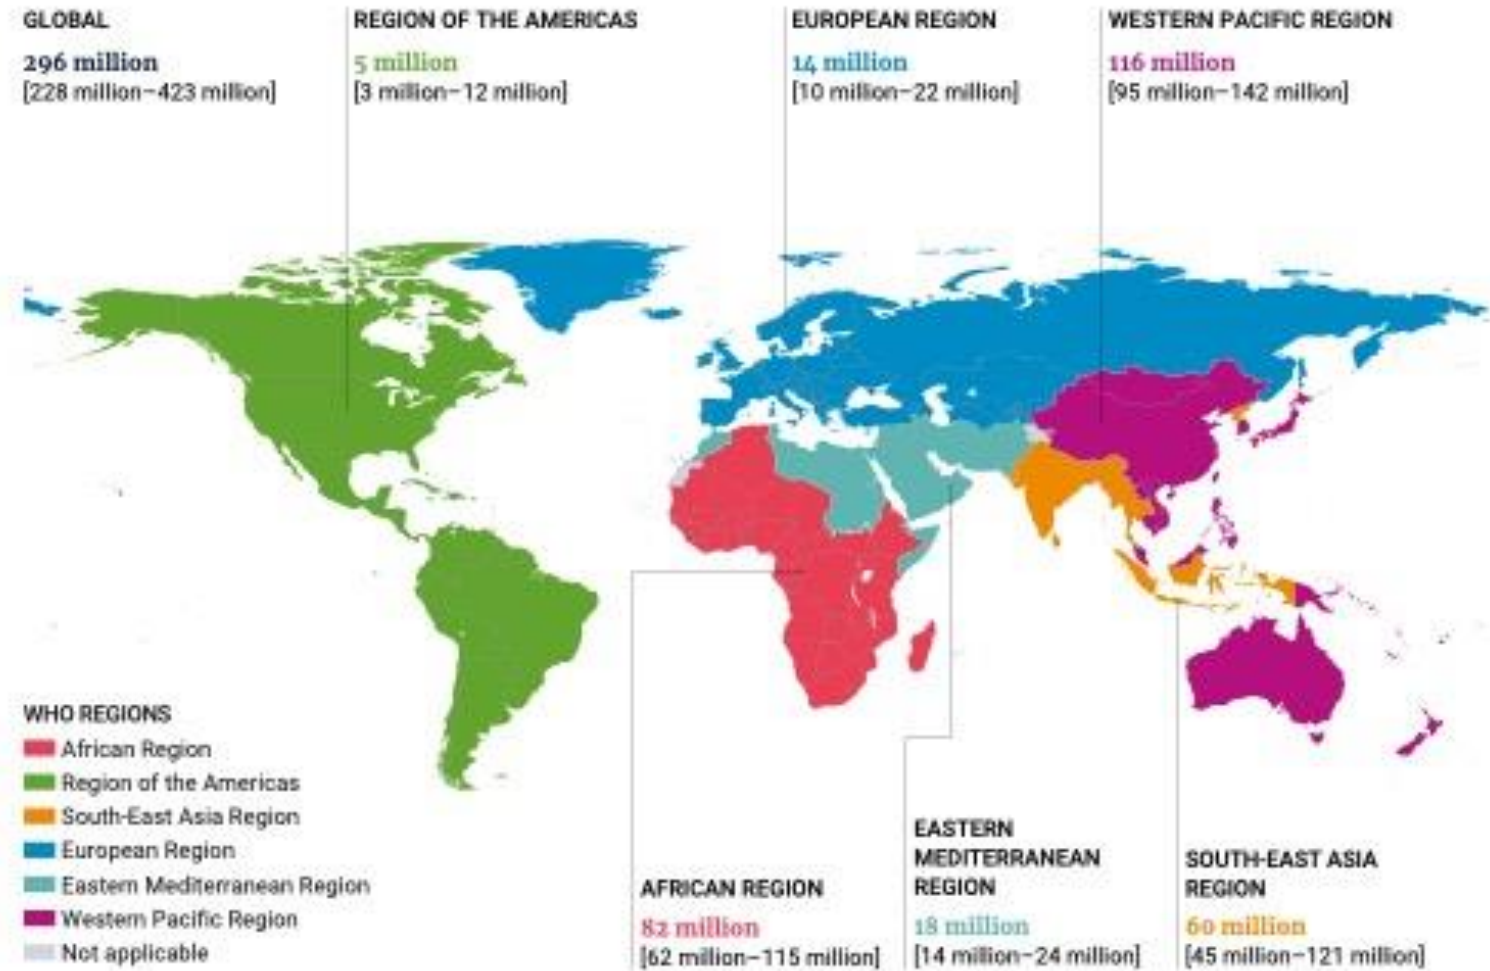 GLOBAL
296 million
[228 million–423 million]
REGION OF THE AMERICAS
5 million
[3 million–12 million]
EUROPEAN REGION
14 million
[10 million–22 million]
WESTERN PACIFIC REGION
116 million
[95 million–142 million]
WHO REGIONS
African Region
Region of the Americas
South-East Asia Region
European Region
Eastern Mediterranean Region
Western Pacific Region
Not applicable
AFRICAN REGION
82 million
[62 million–115 million]
EASTERN
MEDITERRANEAN
REGION
18 million
[14 million–24 million]
SOUTH-EAST ASIA
REGION
60 million
[45 million–121 million]